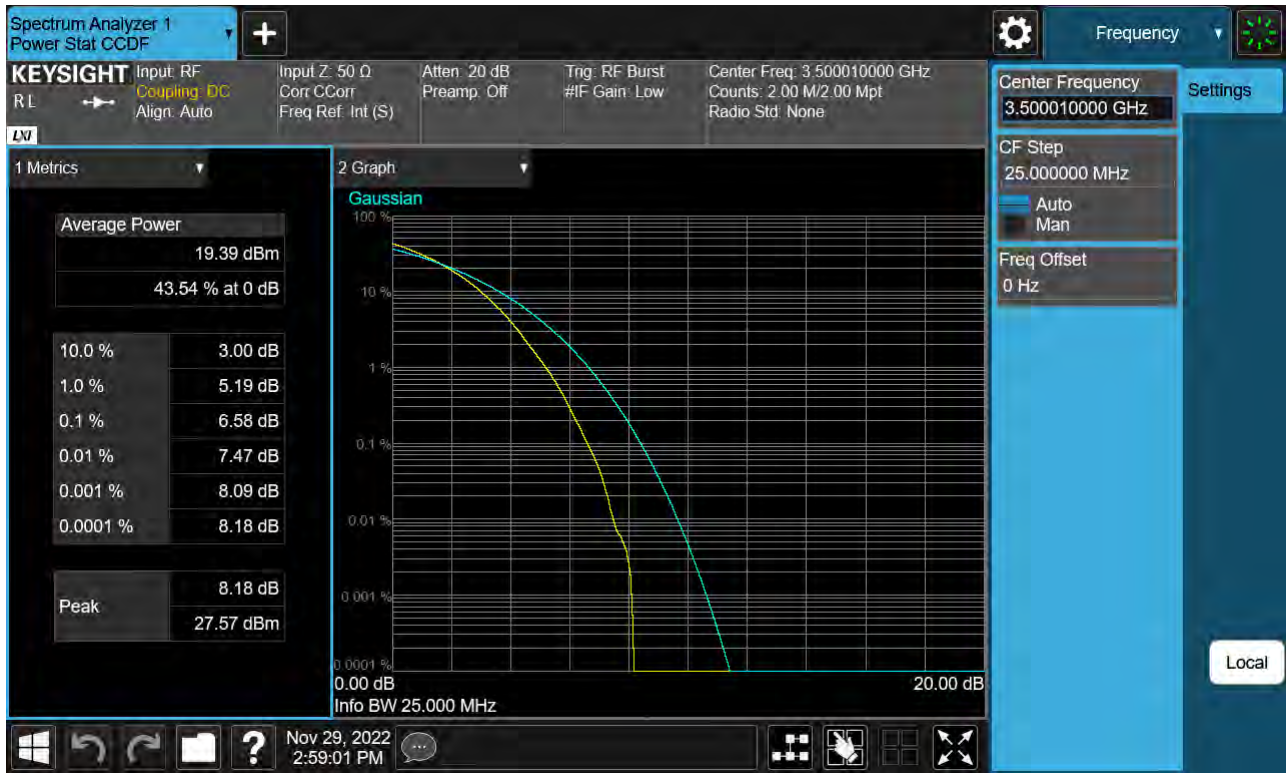 Spectrum Analyzer 1
Power Stat CCDF
Frequency
KEYSIGHT
RL
LXI
Input: RF
Coupling: DC
Align: Auto
Input Z: 50 Ω
Corr CCorr
Freq Ref: Int (S)
Atten: 20 dB
Preamp: Off
Trig: RF Burst
#IF Gain: Low
Center Freq: 3.500010000 GHz
Counts: 2.00 M/2.00 Mpt
Radio Std: None
Center Frequency
3.500010000 GHz
Settings
CF Step
25.000000 MHz
Auto
Man
Freq Offset
0 Hz
Local
1 Metrics
Average Power
19.39 dBm
43.54 % at 0 dB
10.0 % 3.00 dB
1.0 % 5.19 dB
0.1 % 6.58 dB
0.01 % 7.47 dB
0.001 % 8.09 dB
0.0001 % 8.18 dB
Peak
8.18 dB
27.57 dBm
2 Graph
Gaussian
100 %
10 %
1 %
0.1 %
0.01 %
0.001 %
0.0001 %
0.00 dB 20.00 dB
Info BW 25.000 MHz
?
Nov 29, 2022
2:59:01 PM